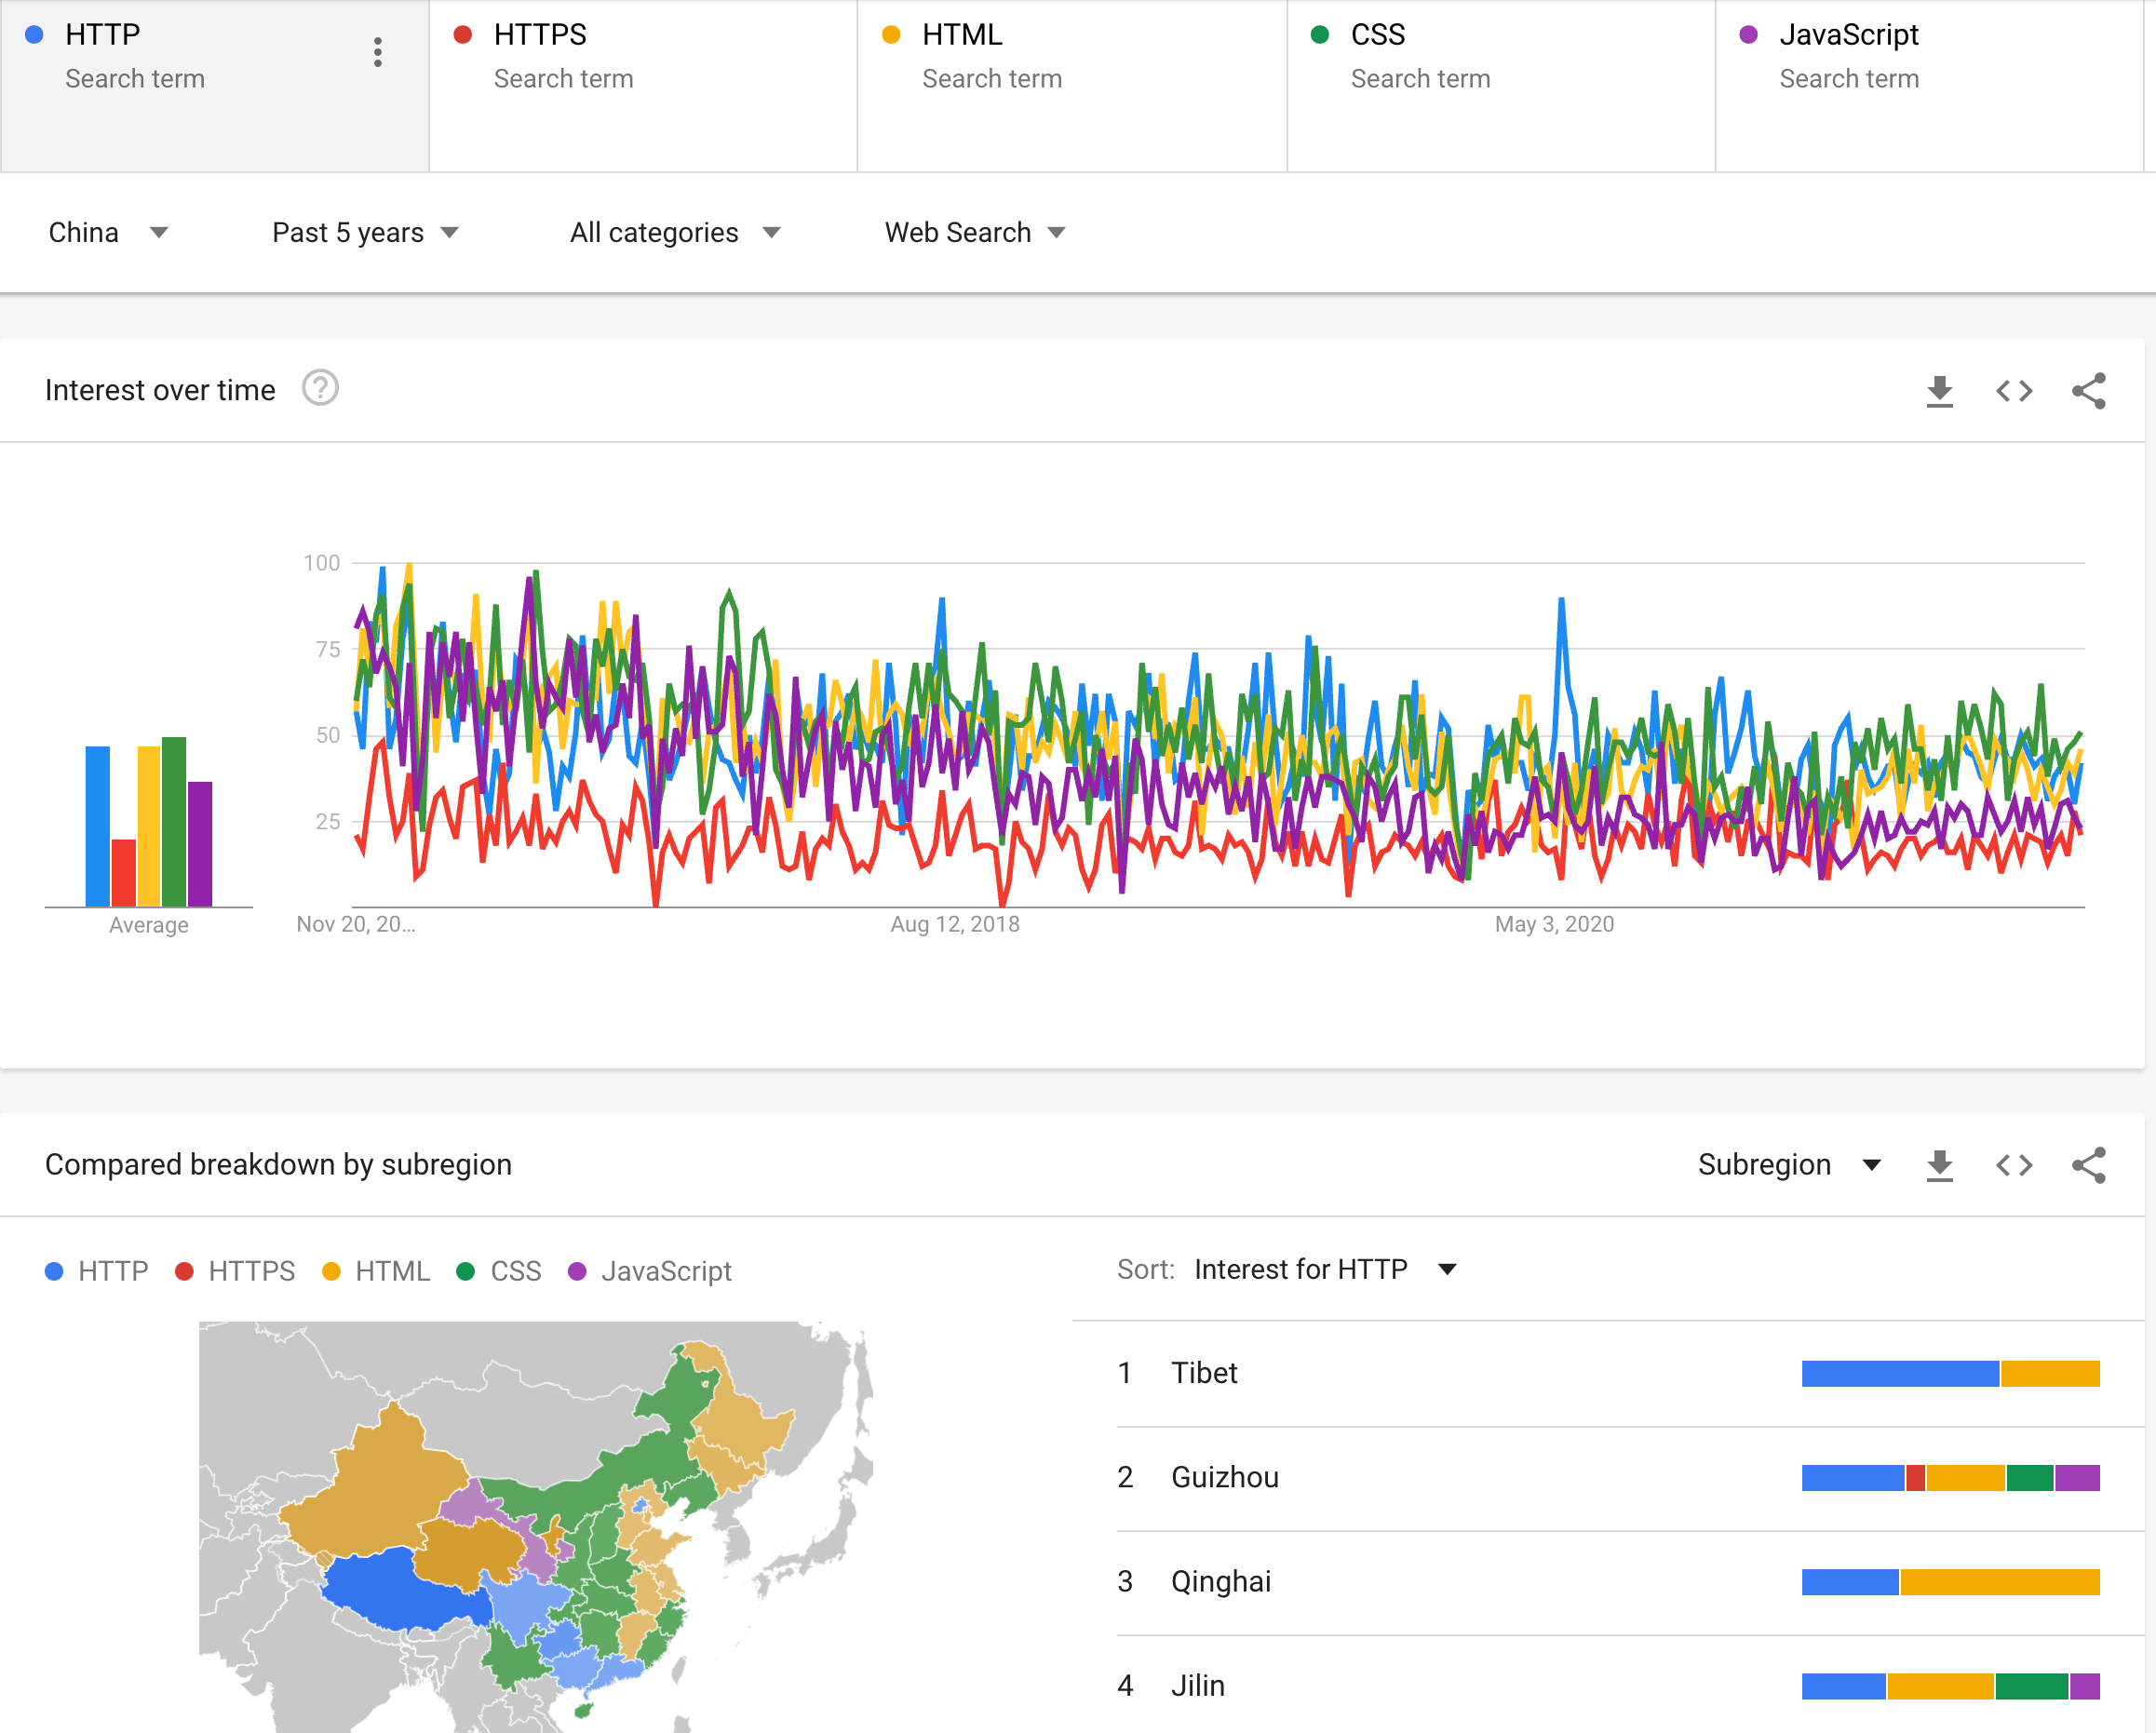 HTTP HTTPS HTML CSS JavaScript
Search term Search term Search term Search term Search term
China Past 5 years All categories Web Search
Interest over time ?
100
75
50
25
Average Nov 20, 20... Aug 12, 2018 May 3, 2020
Compared breakdown by subregion Subregion
HTTP HTTPS HTML CSS JavaScript
Sort: Interest for HTTP
1 Tibet
2 Guizhou
3 Qinghai
4 Jilin